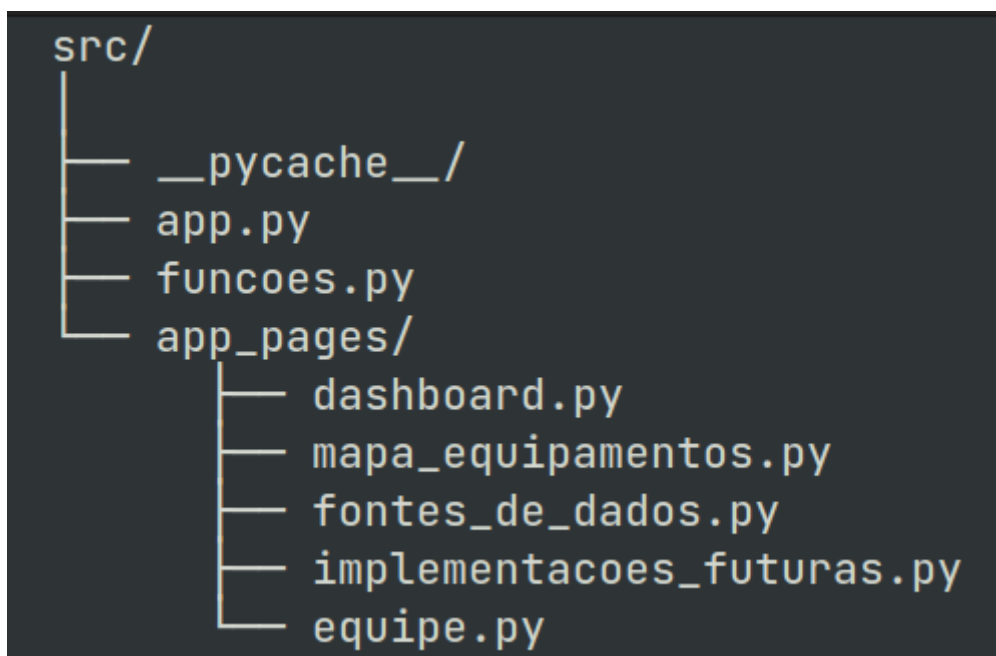 src/
__pycache__/
app.py
funcoes.py
app_pages/
dashboard.py
mapa_equipamentos.py
fontes_de_dados.py
implementacoes_futuras.py
equipe.py